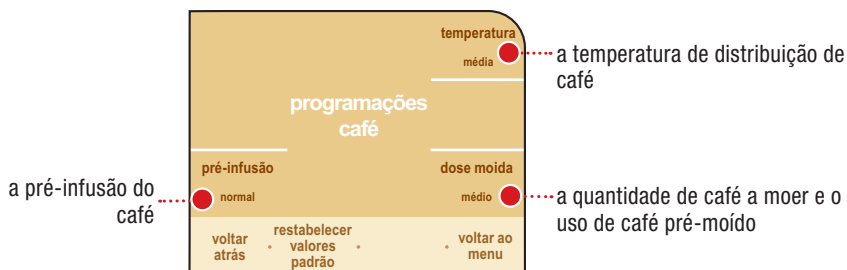 temperatura
média
a temperatura de distribuição de
café
programações
café
pré-infusão
normal
a pré-infusão do
café
dose moida
médio
a quantidade de café a moer e o
uso de café pré-moído
voltar
atrás
restabelecer
valores
padrão
voltar ao
menu